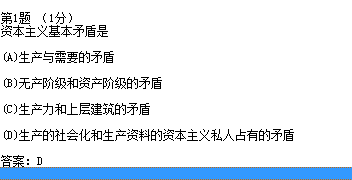 第1题 （1分）
资本主义基本矛盾是
(A)生产与需要的矛盾
(B)无产阶级和资产阶级的矛盾
(C)生产力和上层建筑的矛盾
(D)生产的社会化和生产资料的资本主义私人占有的矛盾
答案：D